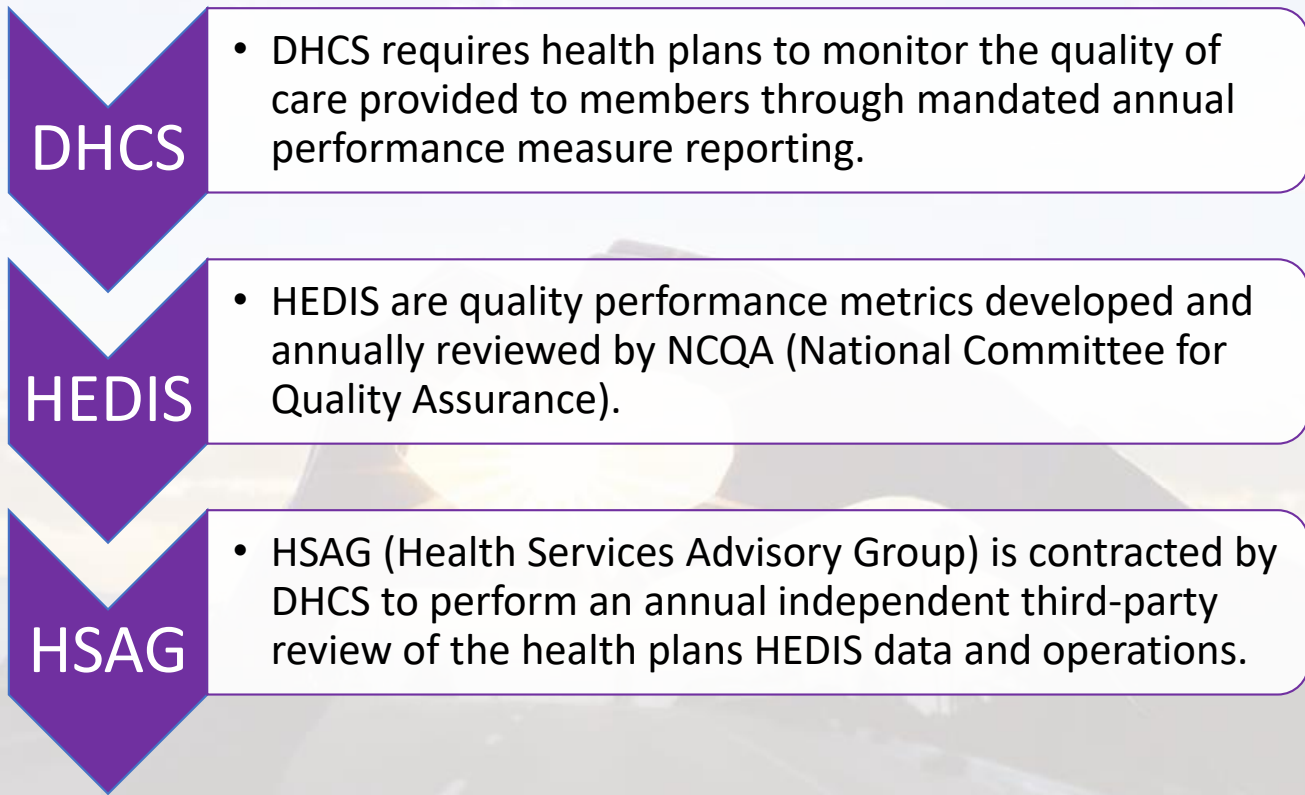 DHCS
• DHCS requires health plans to monitor the quality of
care provided to members through mandated annual
performance measure reporting.
HEDIS
• HEDIS are quality performance metrics developed and
annually reviewed by NCQA (National Committee for
Quality Assurance).
HSAG
• HSAG (Health Services Advisory Group) is contracted by
DHCS to perform an annual independent third-party
review of the health plans HEDIS data and operations.